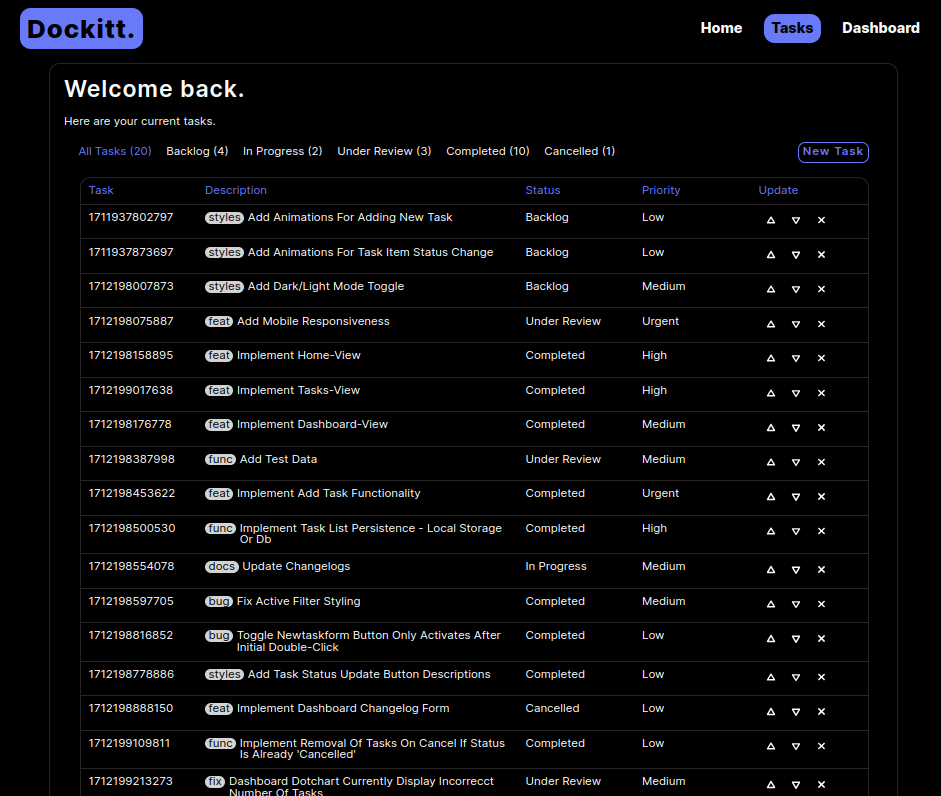 Dockitt.
Home Tasks Dashboard
Welcome back.
Here are your current tasks.
All Tasks (20) Backlog (4) In Progress (2) Under Review (3) Completed (10) Cancelled (1) New Task
Task Description Status Priority Update
1711937802797 styles Add Animations For Adding New Task Backlog Low
1711937873697 styles Add Animations For Task Item Status Change Backlog Low
1712198007873 styles Add Dark/Light Mode Toggle Backlog Medium
1712198075887 feat Add Mobile Responsiveness Under Review Urgent
1712198158895 feat Implement Home-View Completed High
1712199017638 feat Implement Tasks-View Completed High
1712198176778 feat Implement Dashboard-View Completed Medium
1712198387998 func Add Test Data Under Review Medium
1712198453622 feat Implement Add Task Functionality Completed Urgent
1712198500530 func Implement Task List Persistence - Local Storage Completed High
Or Db
1712198554078 docs Update Changelogs In Progress Medium
1712198597705 bug Fix Active Filter Styling Completed Medium
1712198816852 bug Toggle Newtaskform Button Only Activates After Completed Low
Initial Double-Click
1712198778886 styles Add Task Status Update Button Descriptions Completed Low
1712198888150 feat Implement Dashboard Changelog Form Cancelled Low
1712199109811 func Implement Removal Of Tasks On Cancel If Status Completed Low
Is Already 'Cancelled'
1712199213273 fix Dashboard Dotchart Currently Display Incorrecct Under Review Medium
Number Of Tasks